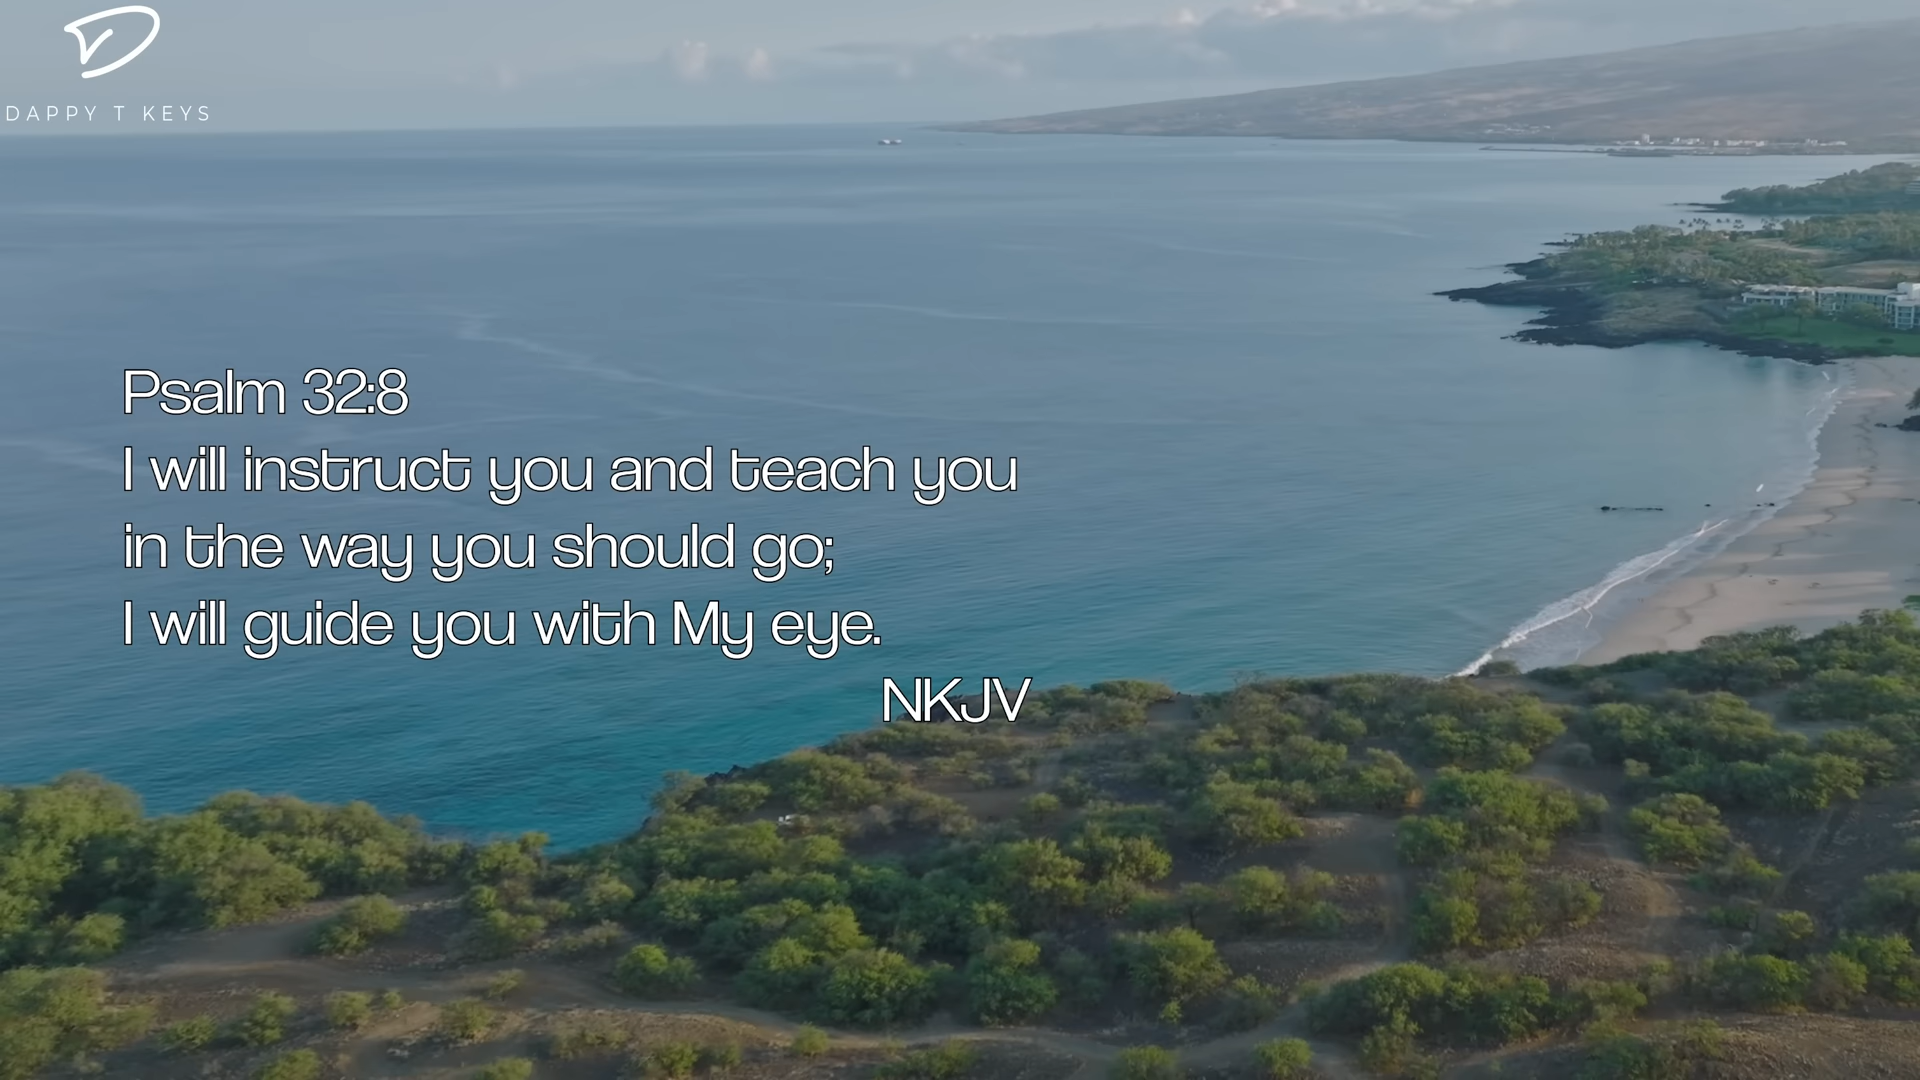 DAPPY T KEYS
Psalm 32:8
I will instruct you and teach you
in the way you should go;
I will guide you with My eye.
NKJV